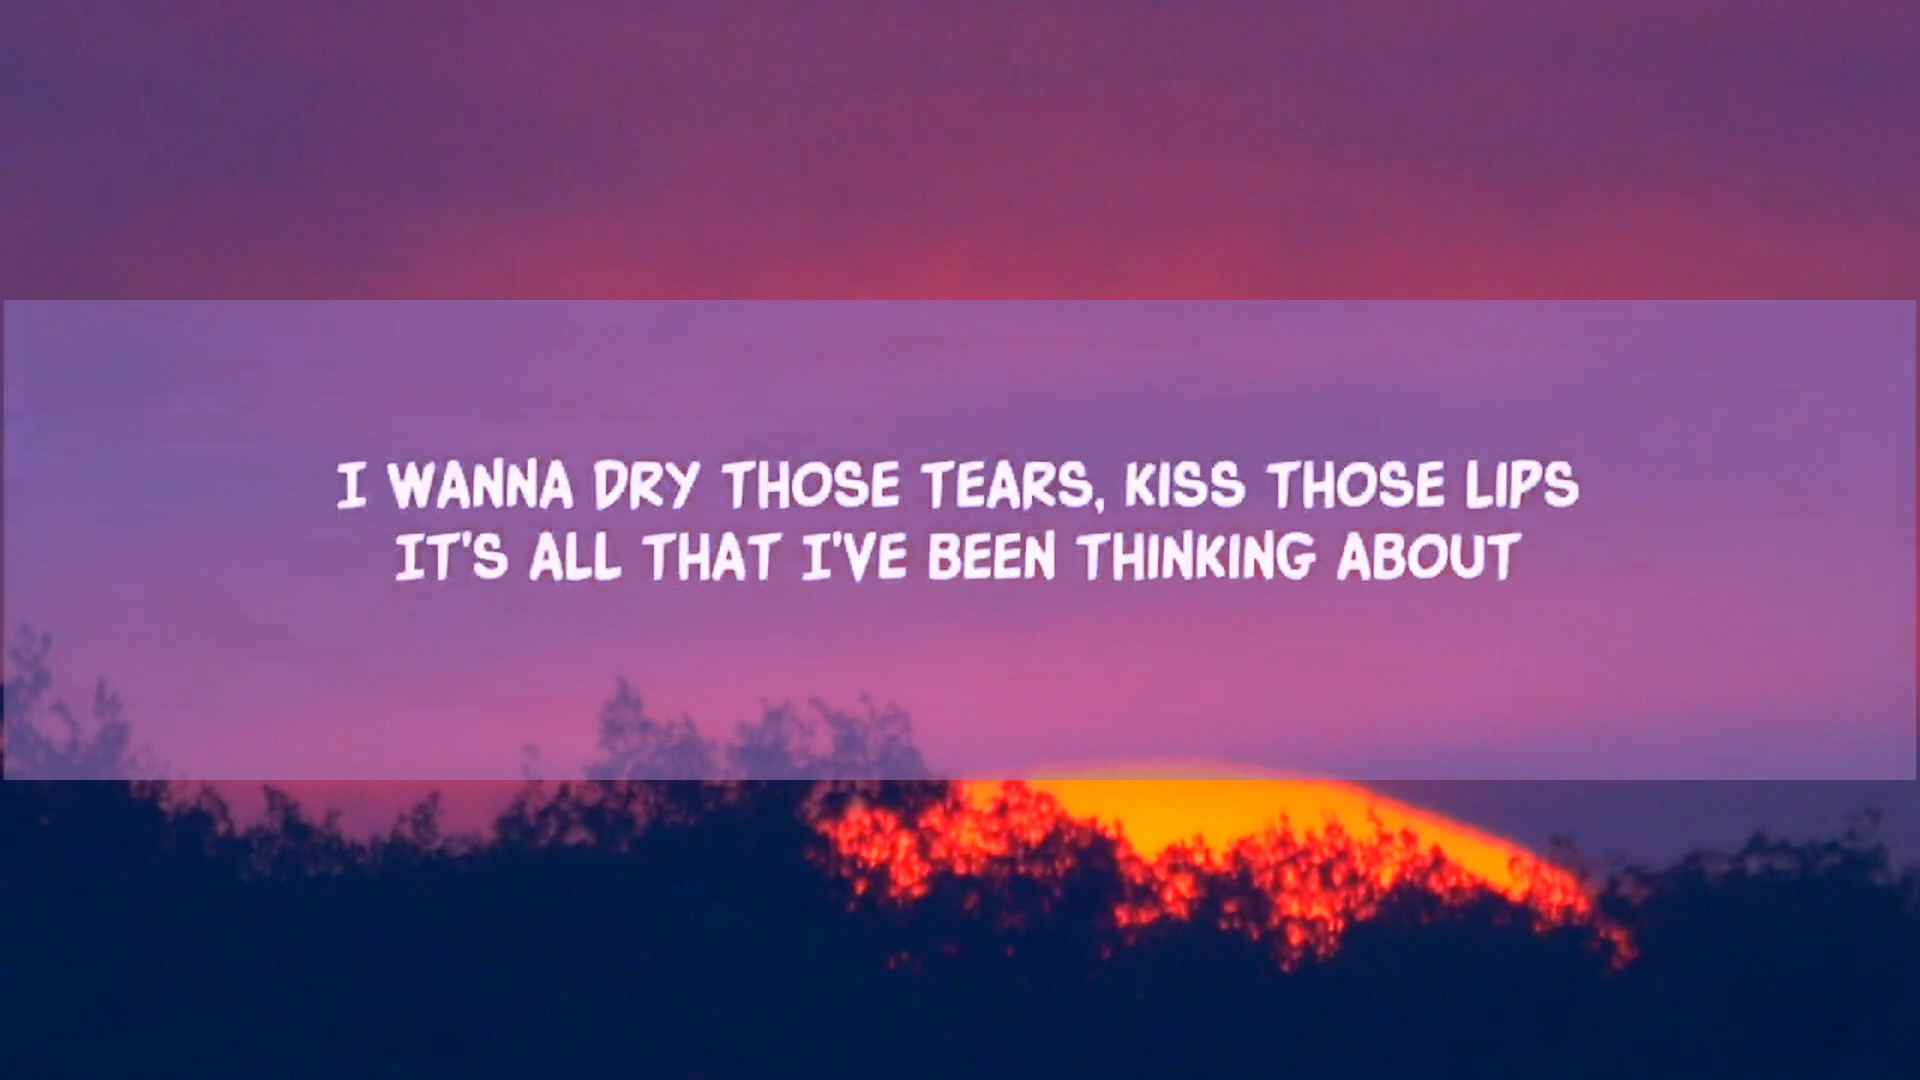 I WANNA DRY THOSE TEARS, KISS THOSE LIPS
IT'S ALL THAT I'VE BEEN THINKING ABOUT